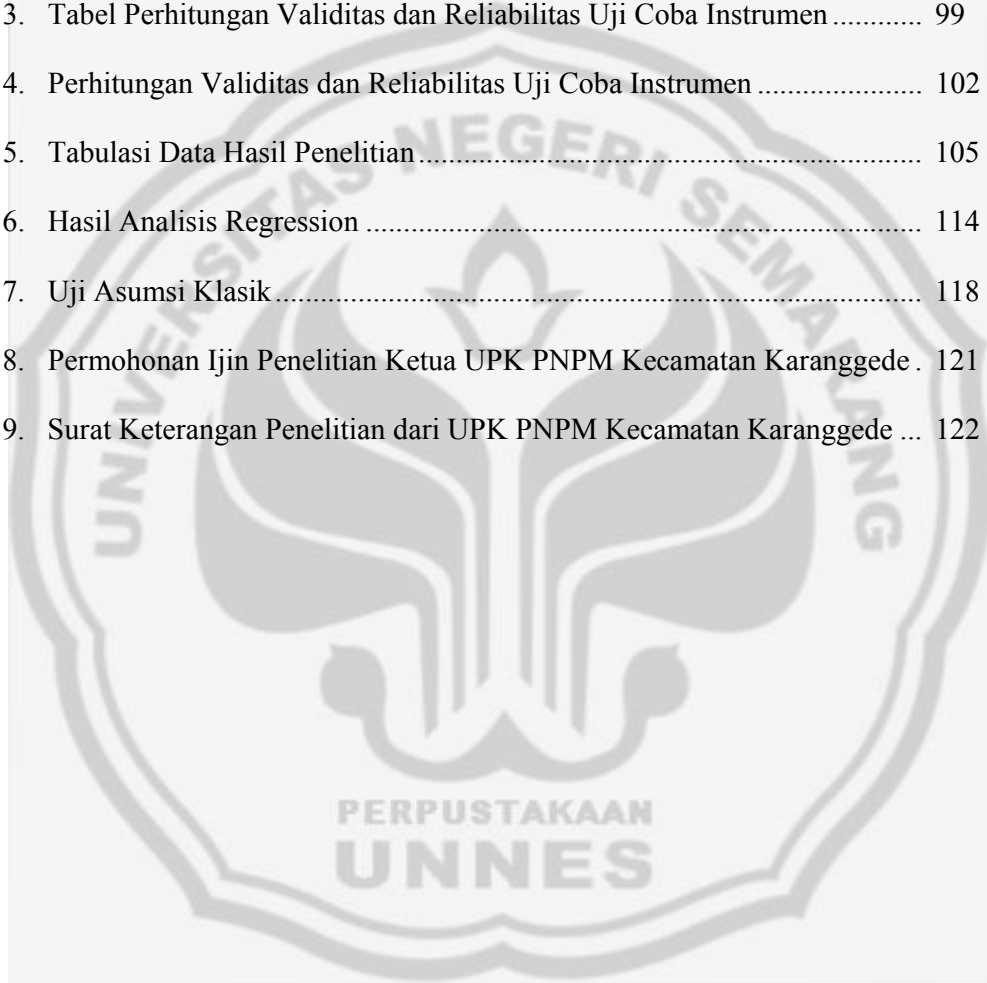 3. Tabel Perhitungan Validitas dan Reliabilitas Uji Coba Instrumen ............ 99
4. Perhitungan Validitas dan Reliabilitas Uji Coba Instrumen ..................... 102
5. Tabulasi Data Hasil Penelitian ................................................................ 105
6. Hasil Analisis Regression ....................................................................... 114
7. Uji Asumsi Klasik ................................................................................... 118
8. Permohonan Ijin Penelitian Ketua UPK PNPM Kecamatan Karanggede . 121
9. Surat Keterangan Penelitian dari UPK PNPM Kecamatan Karanggede ... 122
UNIVERSITAS NEGERI SEMARANG
PERPUSTAKAAN
UNNES